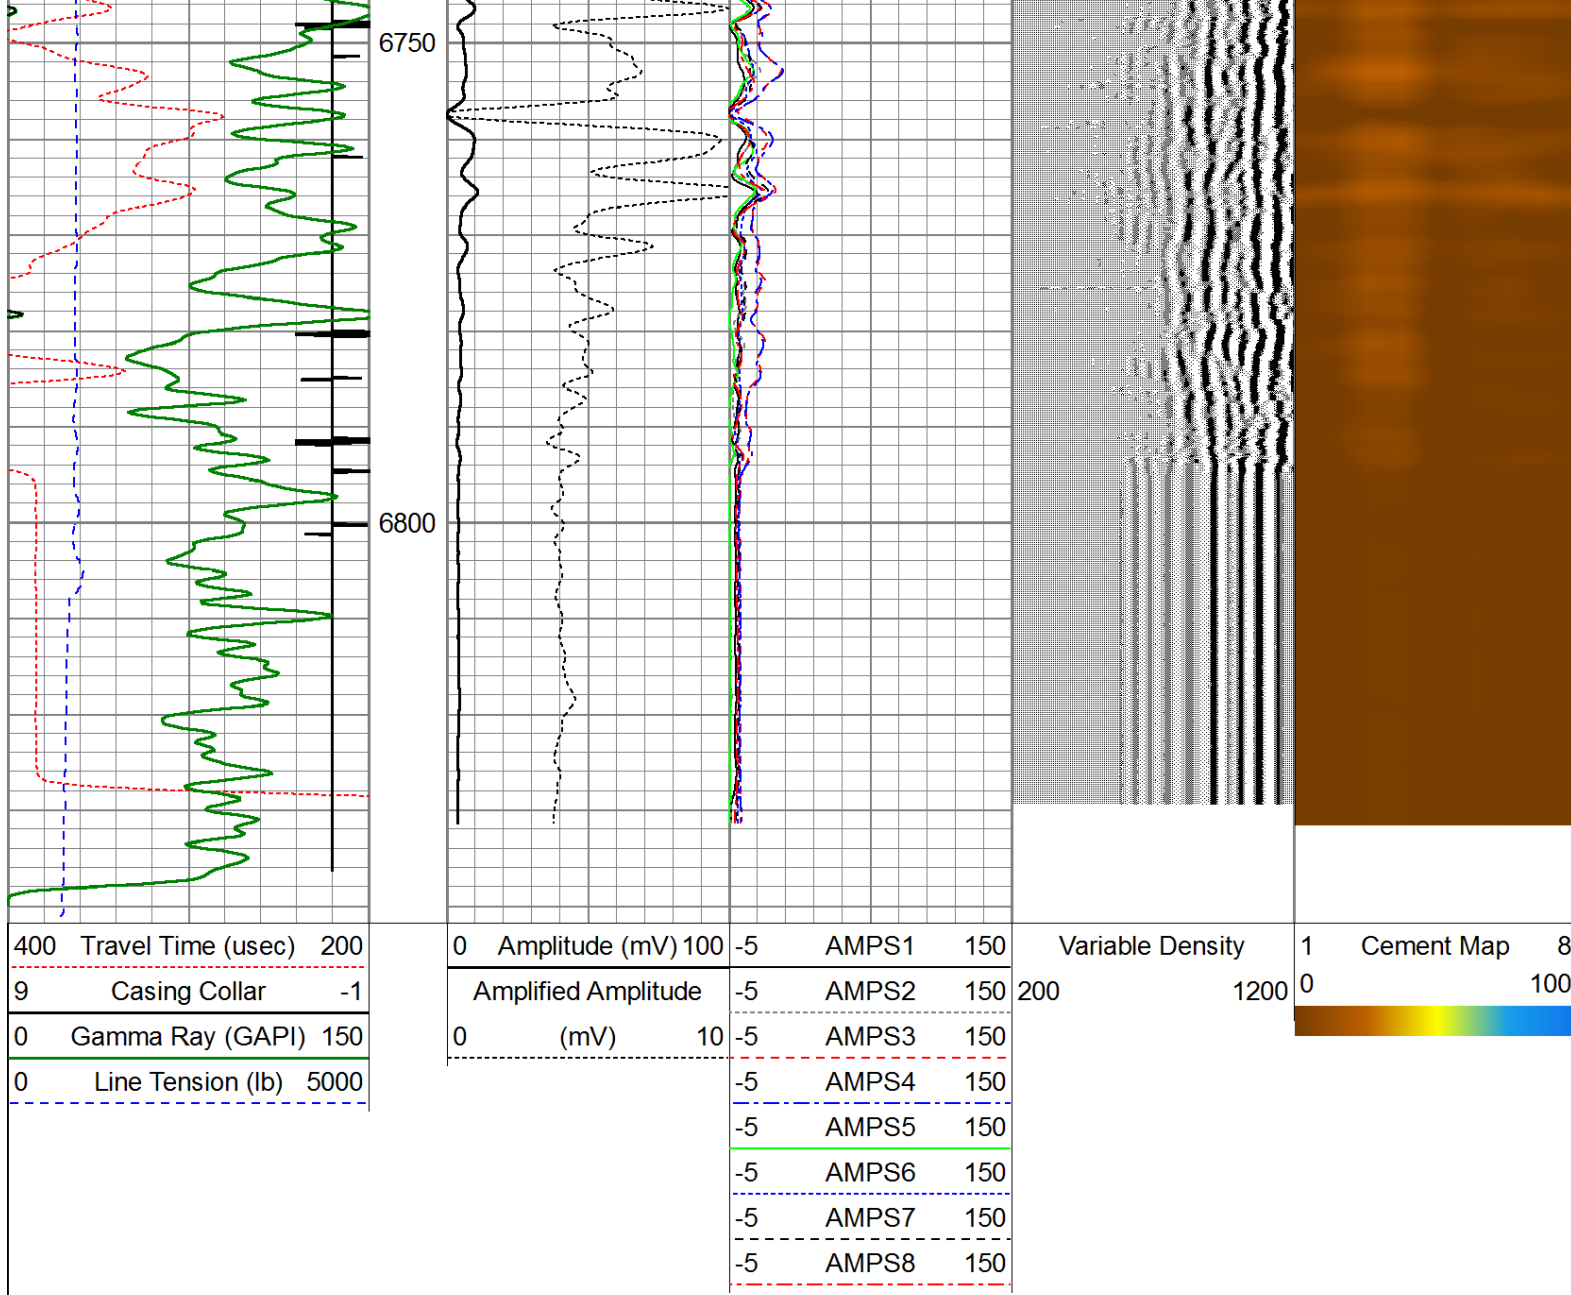 6750
6800
400 Travel Time (usec) 200
9 Casing Collar -1
0 Gamma Ray (GAPI) 150
0 Line Tension (lb) 5000
0 Amplitude (mV) 100
Amplified Amplitude
0 (mV) 10
-5 AMPS1 150
-5 AMPS2 150
-5 AMPS3 150
-5 AMPS4 150
-5 AMPS5 150
-5 AMPS6 150
-5 AMPS7 150
-5 AMPS8 150
Variable Density
200 1200
1 Cement Map 8
0 100